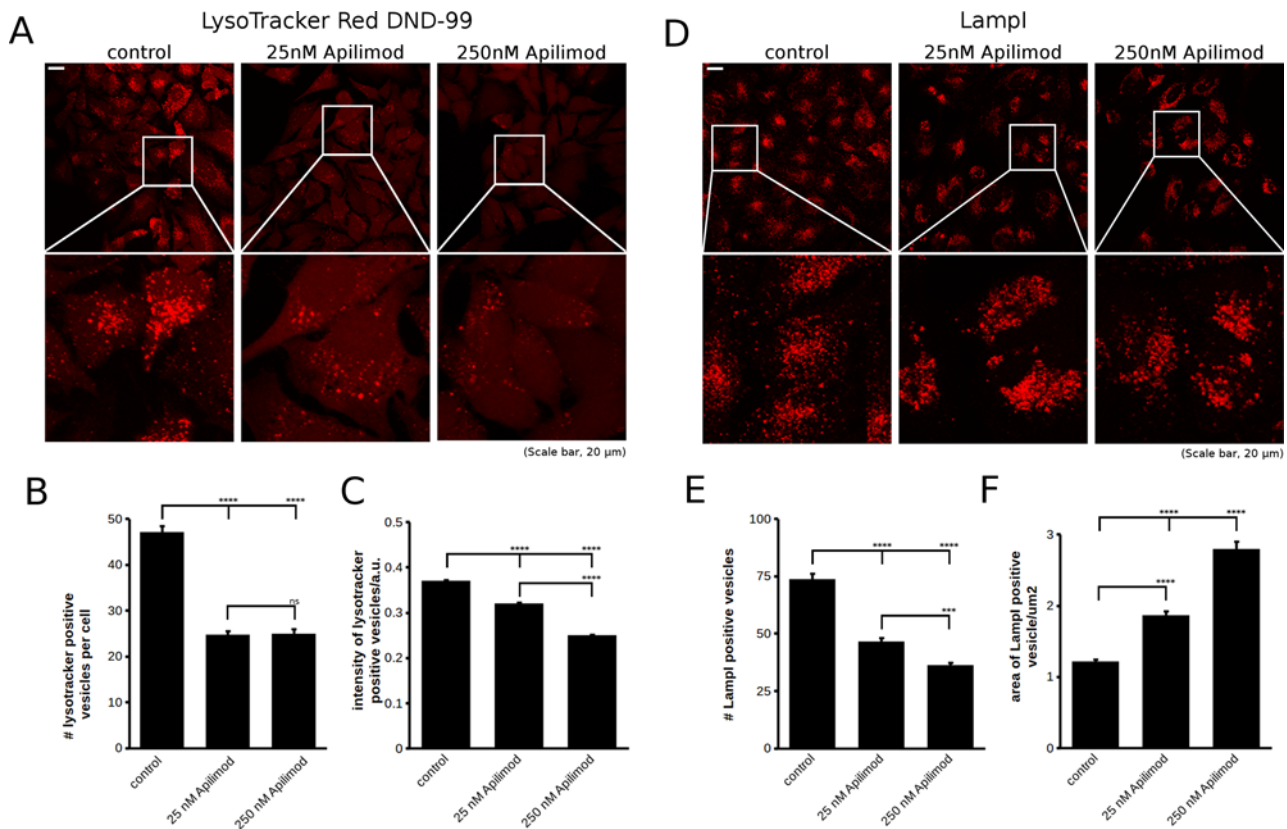 A
LysoTracker Red DND-99
control
25nM Apilimod
250nM Apilimod
(Scale bar, 20 µm)
D
LampI
control
25nM Apilimod
250nM Apilimod
(Scale bar, 20 µm)
B
# lysotracker positive
vesicles per cell
50
40
30
20
10
0
****
****
ns
control
25 nM Apilimod
250 nM Apilimod
C
intensity of lysotracker
positive vesicles/a.u.
0.5
0.4
0.3
0.2
0.1
0
****
****
****
control
25 nM Apilimod
250 nM Apilimod
E
# LampI positive vesicles
100
75
50
25
0
****
****
***
control
25 nM Apilimod
250 nM Apilimod
F
area of LampI positive
vesicle/um2
3
2
1
0
****
****
****
control
25 nM Apilimod
250 nM Apilimod